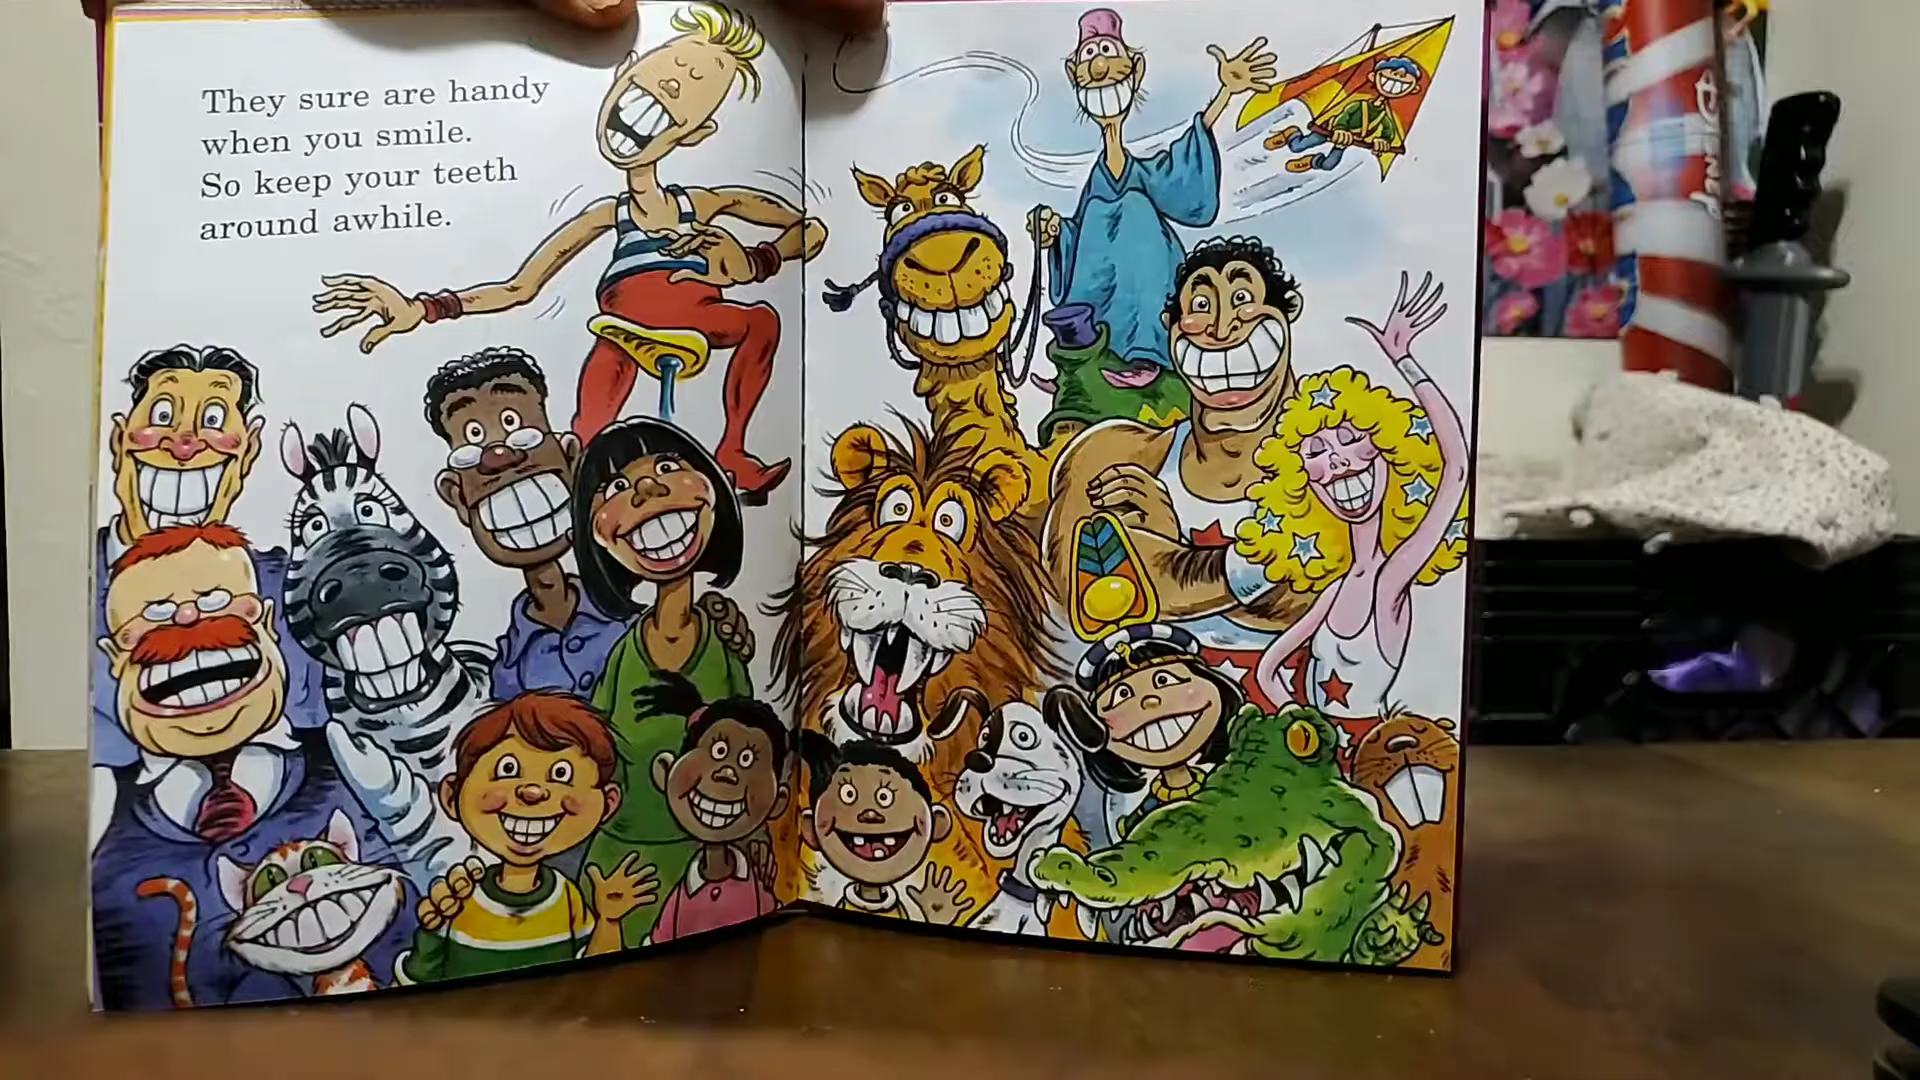 They sure are handy
when you smile.
So keep your teeth
around awhile.